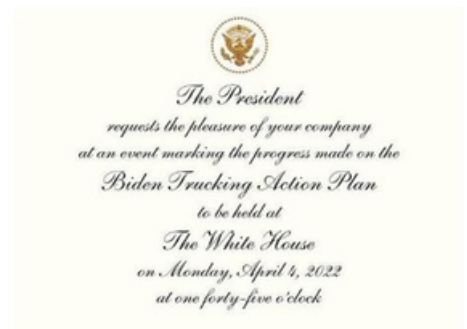 The President
requests the pleasure of your company
at an event marking the progress made on the
Biden Trucking Action Plan
to be held at
The White House
on Monday, April 4, 2022
at one forty-five o'clock